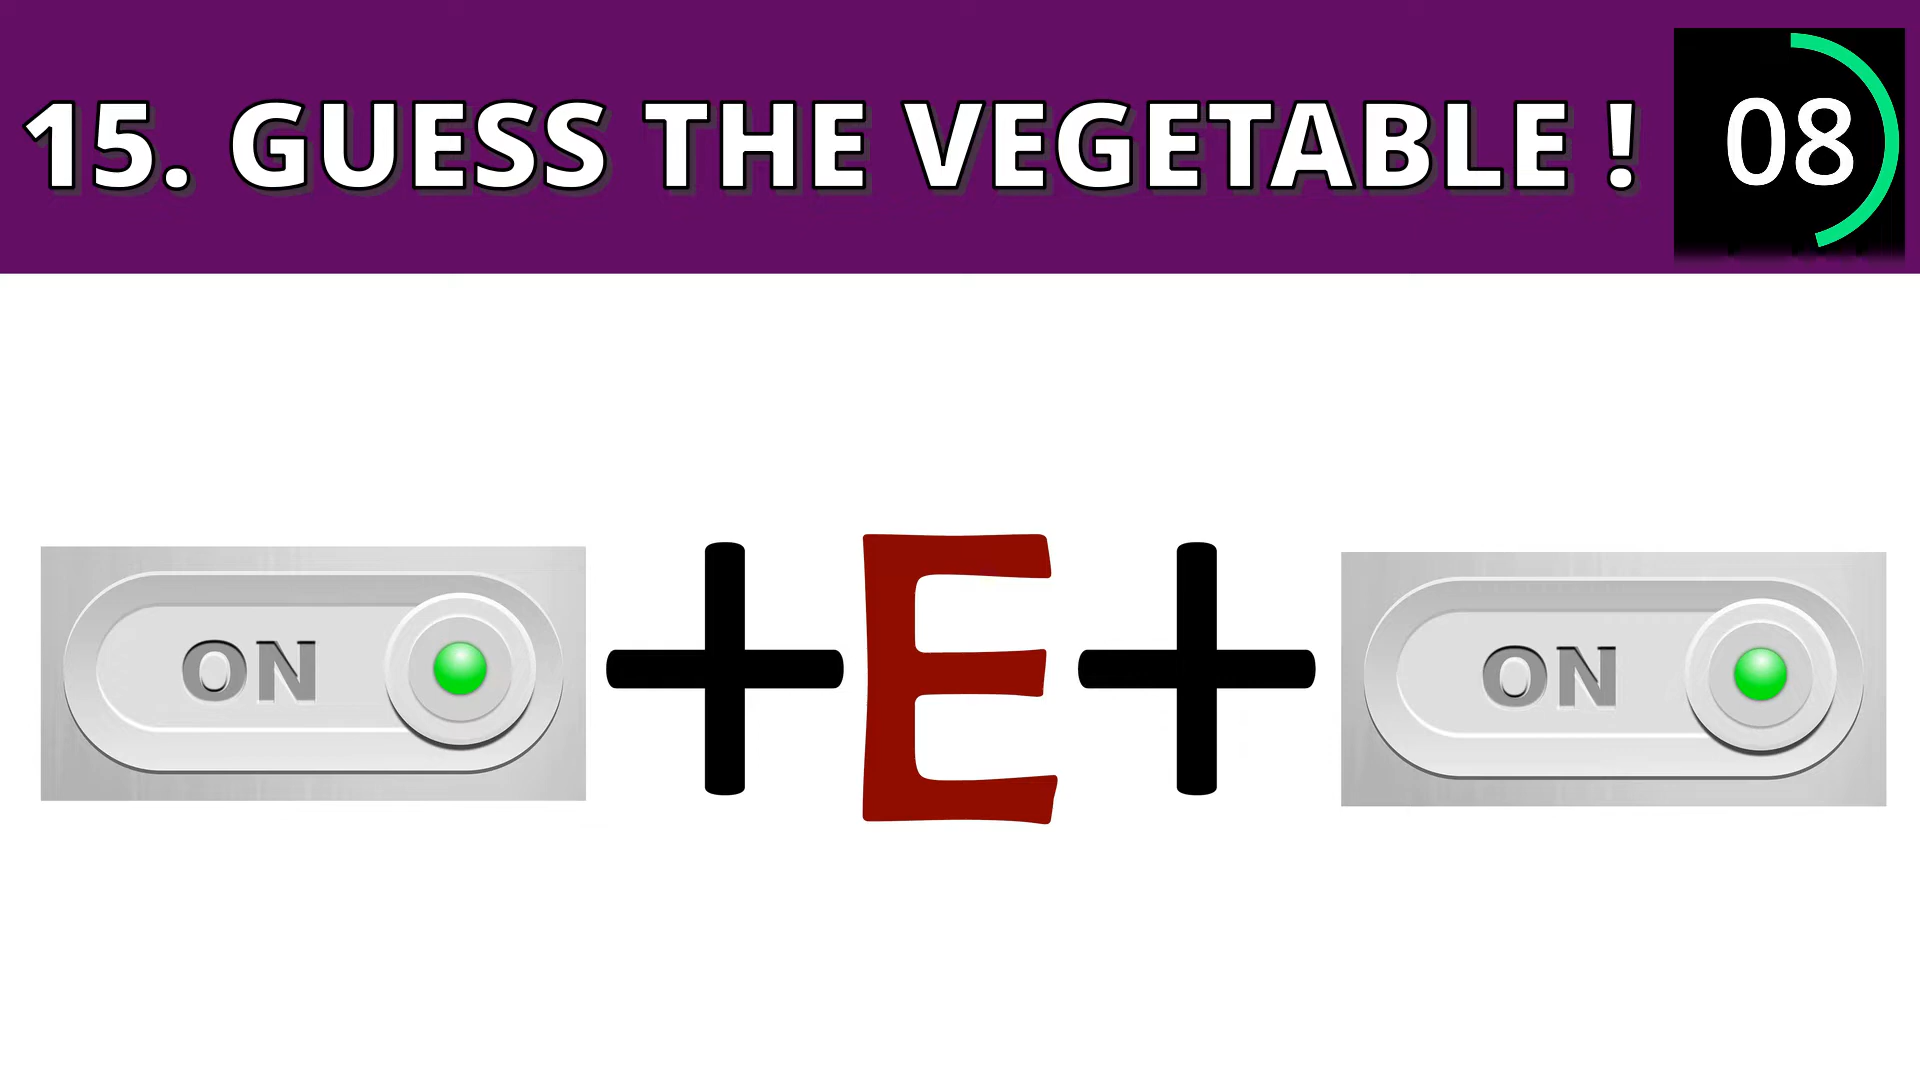 15. GUESS THE VEGETABLE !
08
ON + E + ON